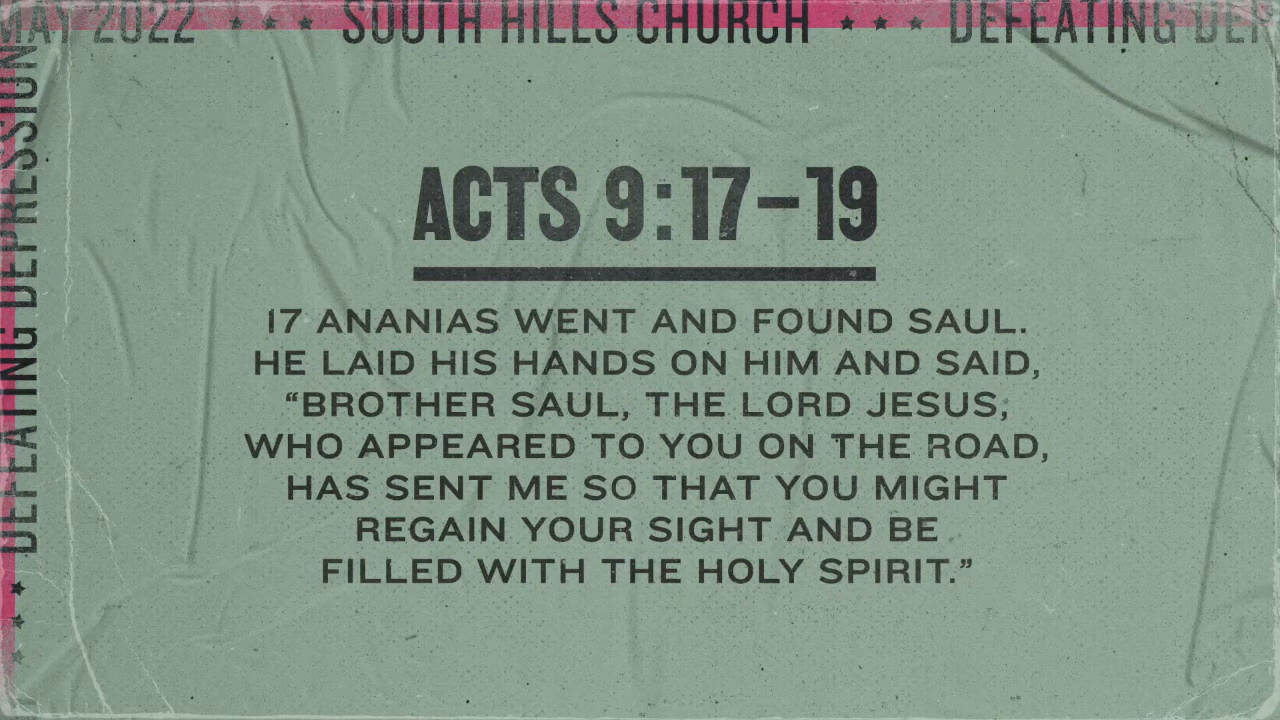 MAY 2022 ★ ★ ★ SOUTH HILLS CHURCH ★ ★ ★ DEFEATING DEP
DEFEATING DEPRESSION
ACTS 9:17–19
17 ANANIAS WENT AND FOUND SAUL.
HE LAID HIS HANDS ON HIM AND SAID,
“BROTHER SAUL, THE LORD JESUS,
WHO APPEARED TO YOU ON THE ROAD,
HAS SENT ME SO THAT YOU MIGHT
REGAIN YOUR SIGHT AND BE
FILLED WITH THE HOLY SPIRIT.”